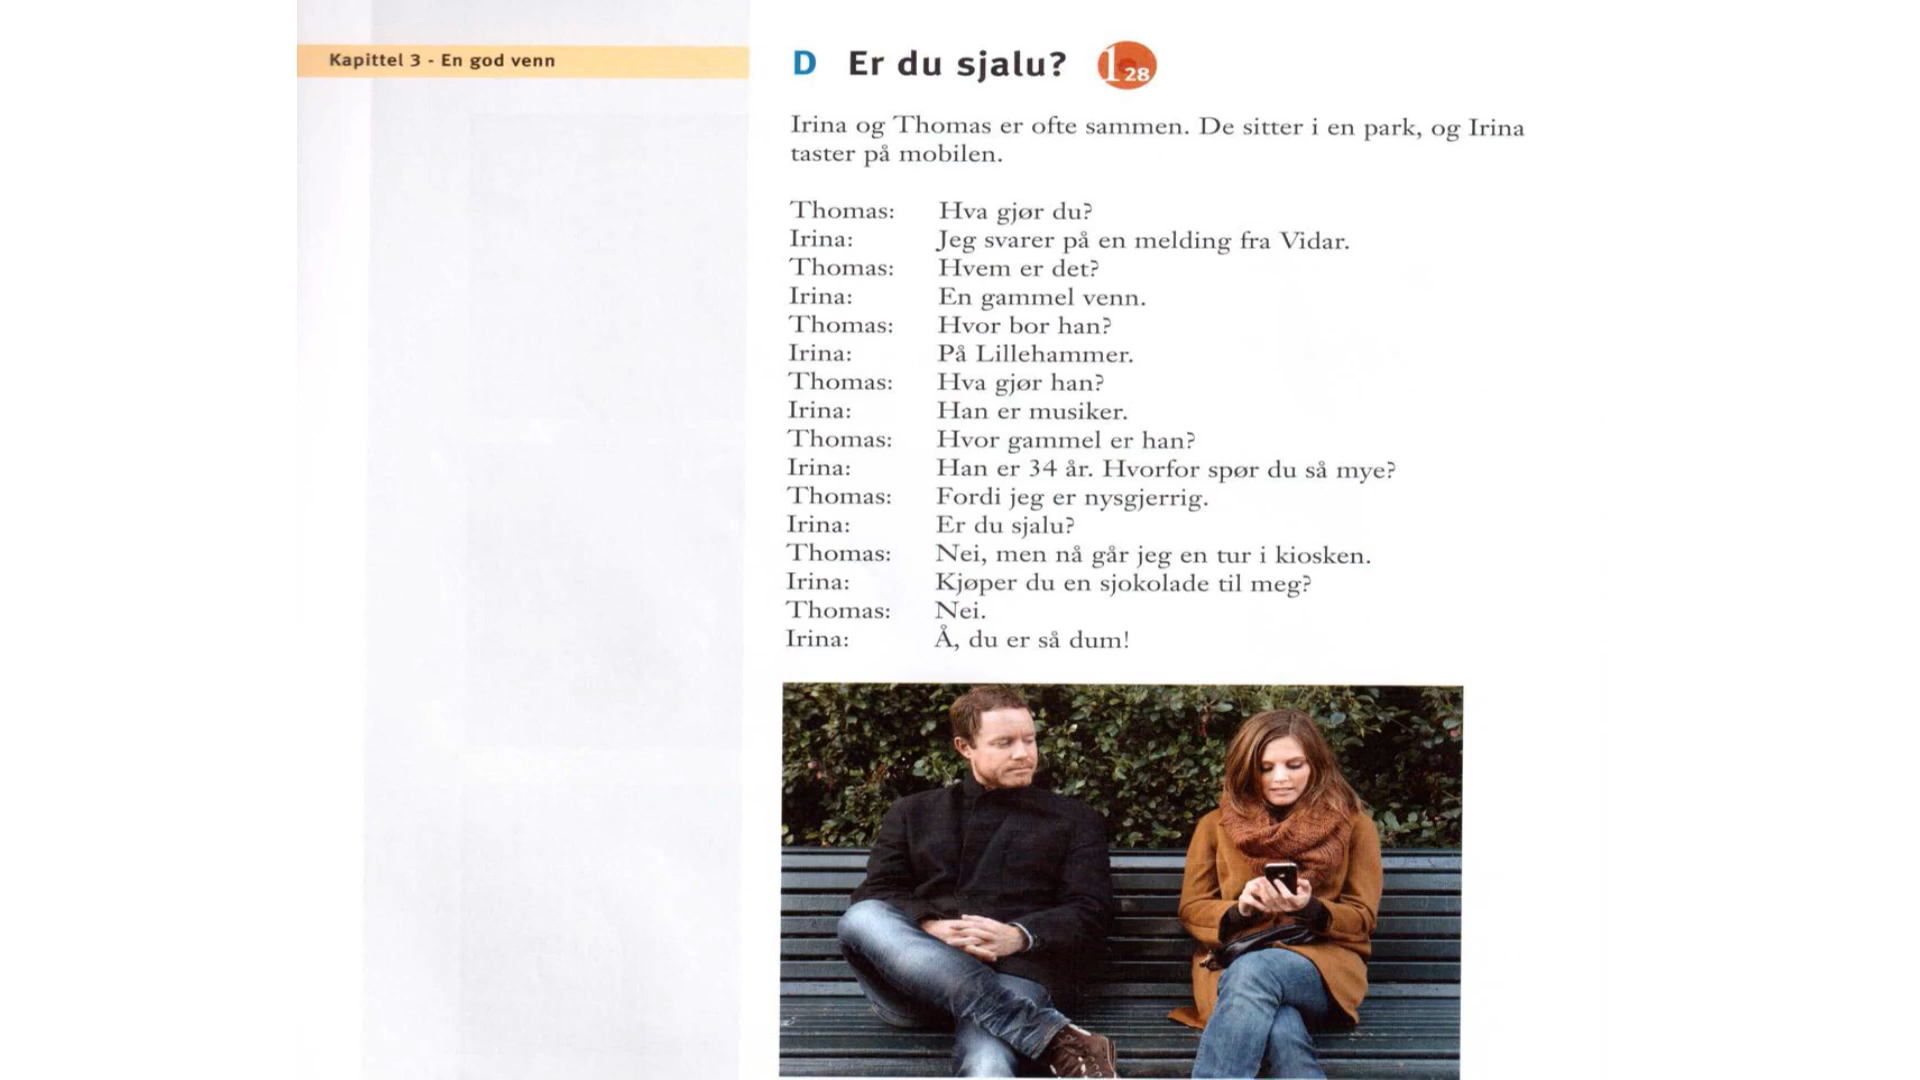 Kapittel 3 - En god venn
D Er du sjalu? 1 28
Irina og Thomas er ofte sammen. De sitter i en park, og Irina
taster på mobilen.
Thomas: Hva gjør du?
Irina: Jeg svarer på en melding fra Vidar.
Thomas: Hvem er det?
Irina: En gammel venn.
Thomas: Hvor bor han?
Irina: På Lillehammer.
Thomas: Hva gjør han?
Irina: Han er musiker.
Thomas: Hvor gammel er han?
Irina: Han er 34 år. Hvorfor spør du så mye?
Thomas: Fordi jeg er nysgjerrig.
Irina: Er du sjalu?
Thomas: Nei, men nå går jeg en tur i kiosken.
Irina: Kjøper du en sjokolade til meg?
Thomas: Nei.
Irina: Å, du er så dum!